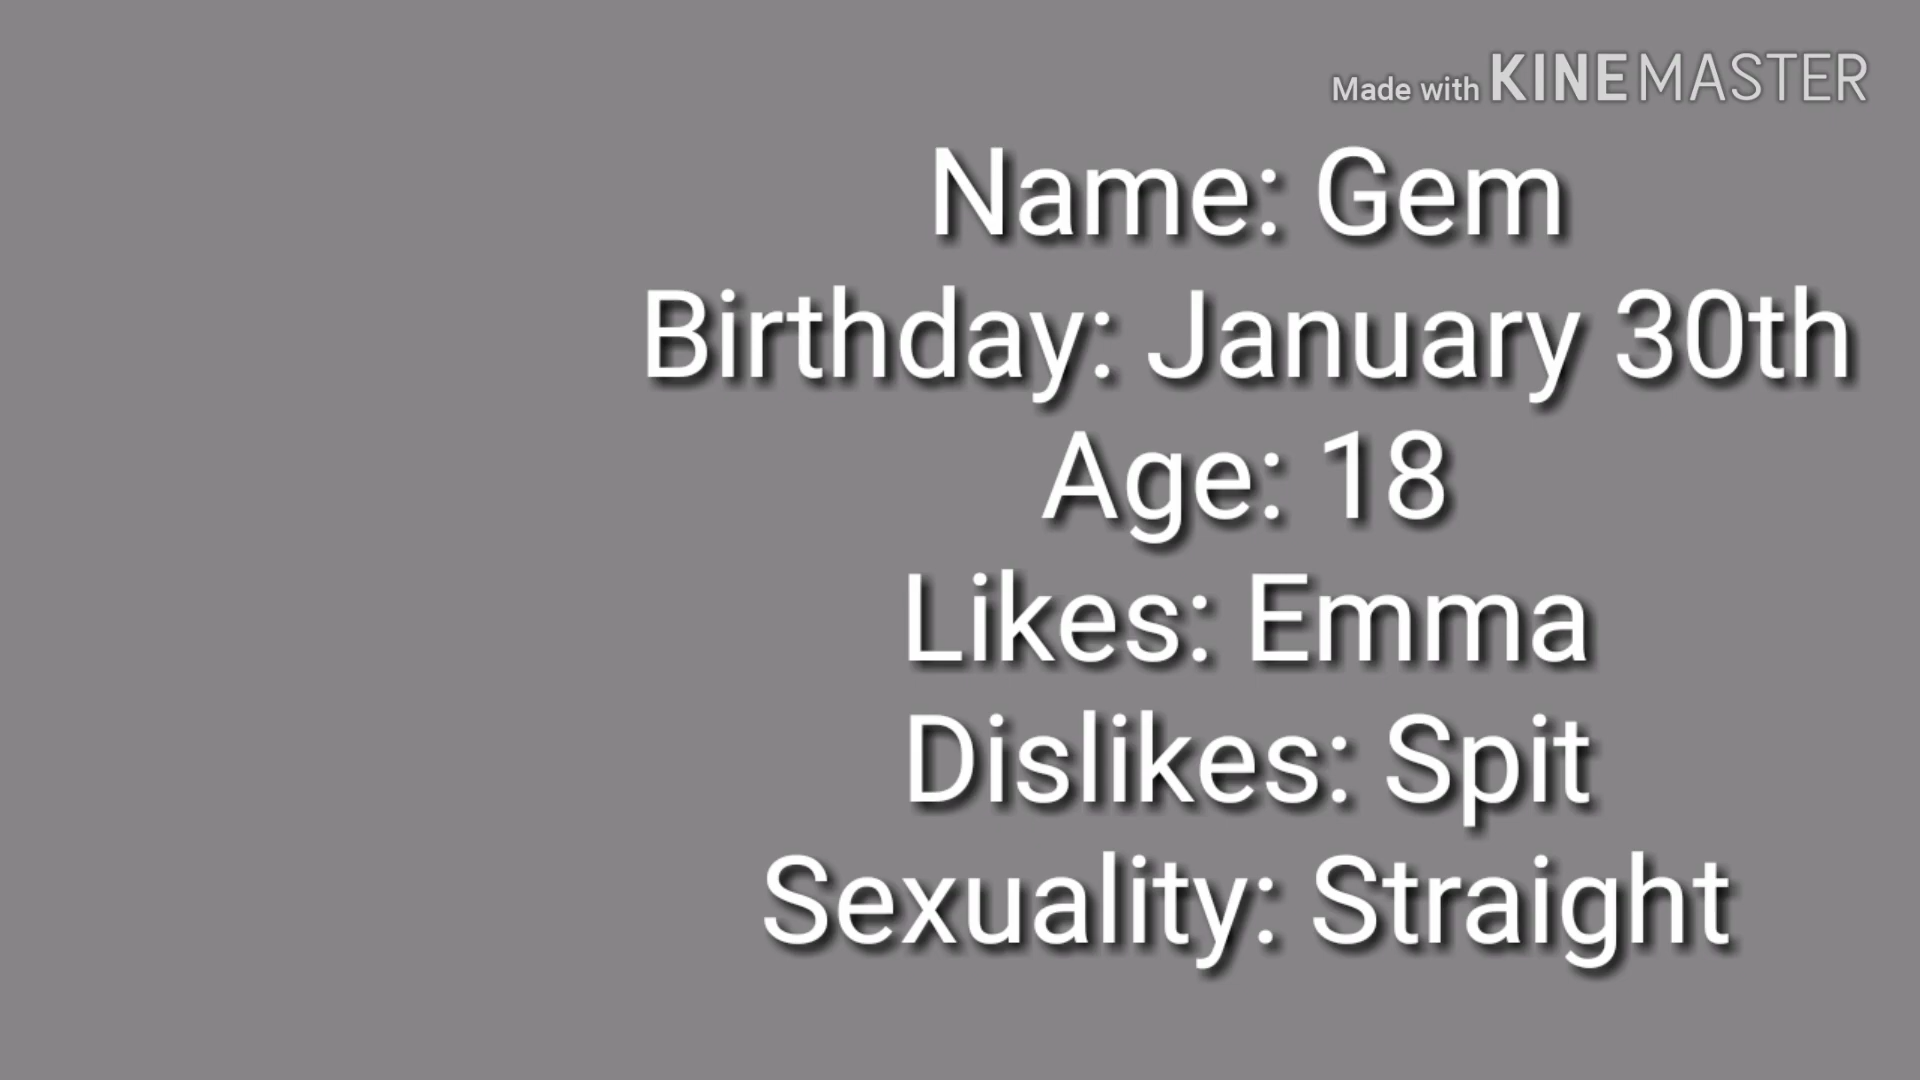 Made with KINEMASTER
Name: Gem
Birthday: January 30th
Age: 18
Likes: Emma
Dislikes: Spit
Sexuality: Straight